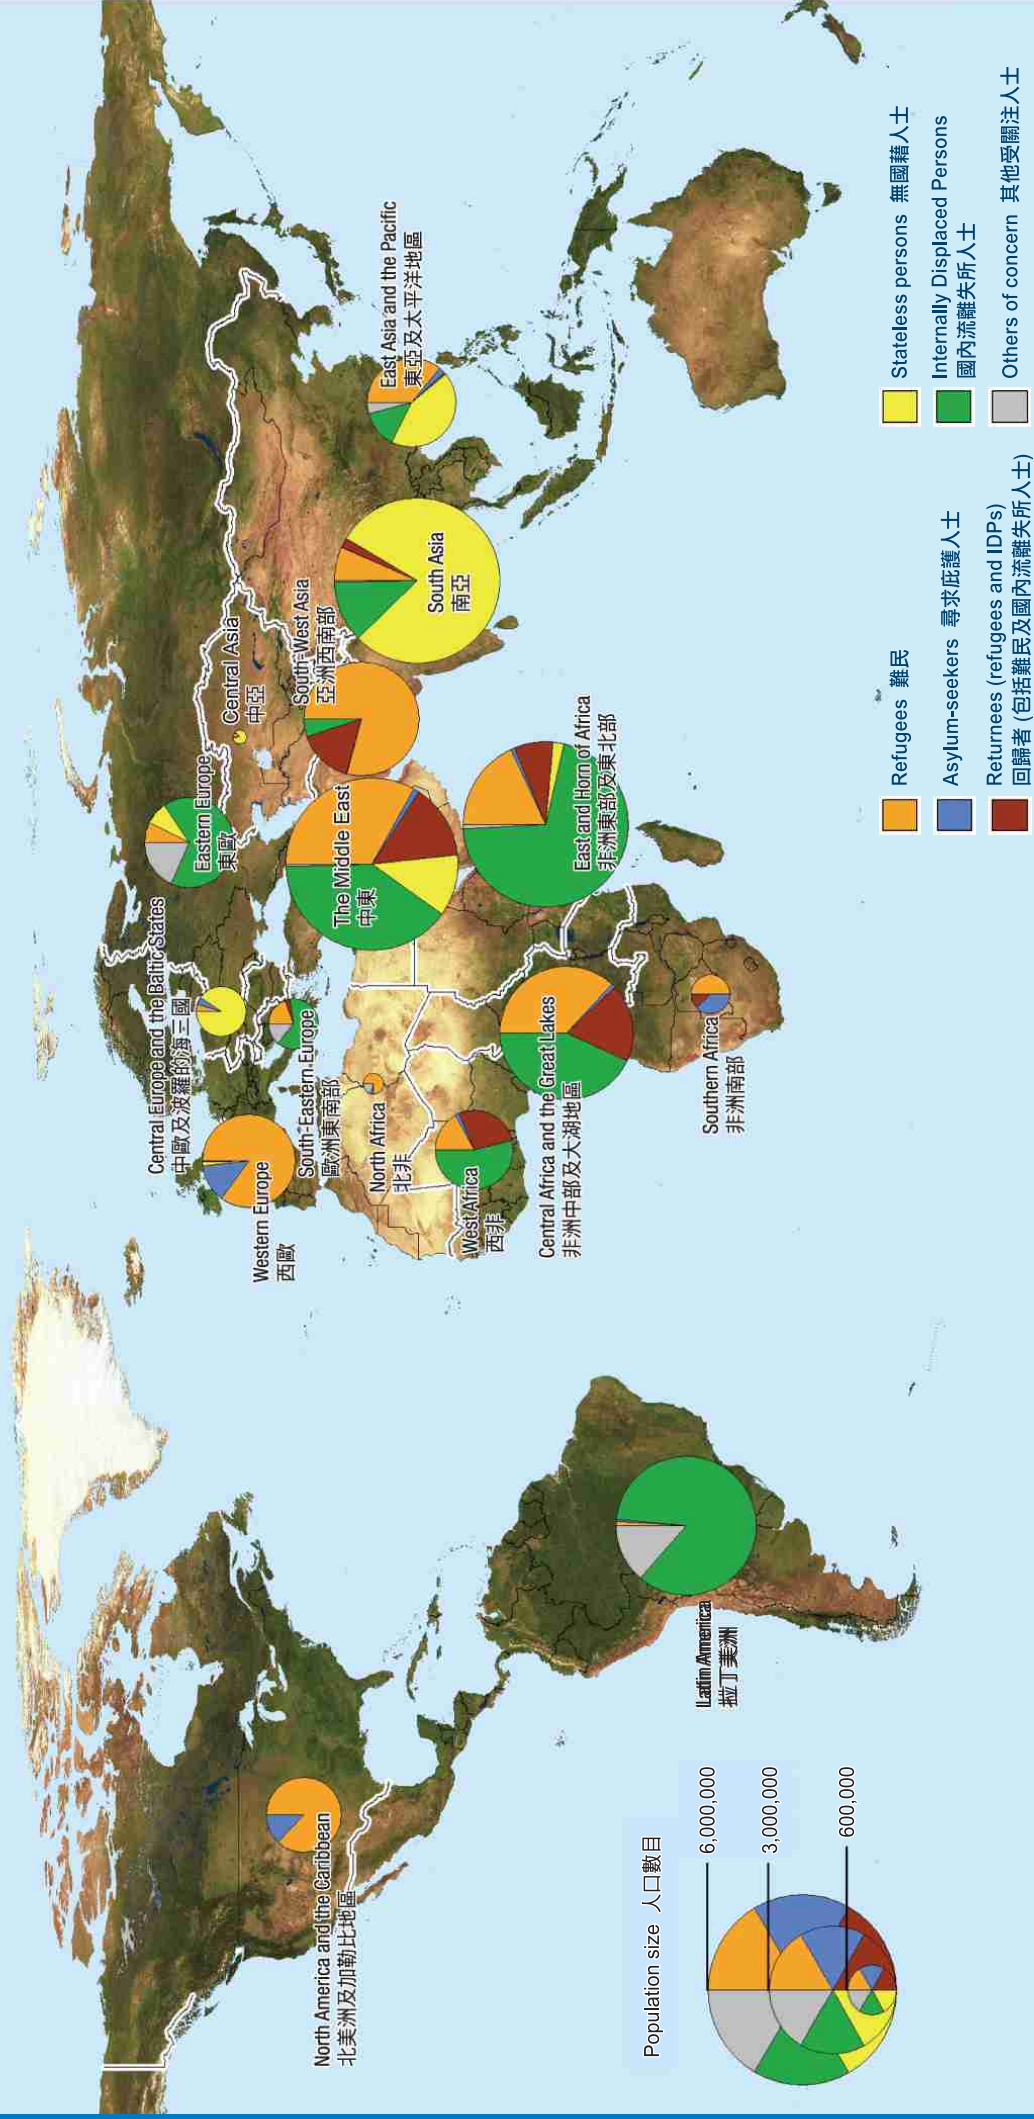 Central Europe and the Baltic States
中歐及波羅的海三國
Eastern Europe
東歐
Central Asia
中亞
Western Europe
西歐
South-Eastern Europe
歐洲東南部
South-West Asia
亞洲西南部
East Asia and the Pacific
東亞及太平洋地區
North America and the Caribbean
北美洲及加勒比地區
North Africa
北非
The Middle East
中東
South Asia
南亞
West Africa
西非
Central Africa and the Great Lakes
非洲中部及大湖地區
East and Horn of Africa
非洲東部及東北部
Latin America
拉丁美洲
Southern Africa
非洲南部
Population size 人口數目
6,000,000
3,000,000
600,000
Refugees 難民
Asylum-seekers 尋求庇護人士
Returnees (refugees and IDPs)
回歸者 (包括難民及國內流離失所人士)
Stateless persons 無國藉人士
Internally Displaced Persons
國內流離失所人士
Others of concern 其他受關注人士